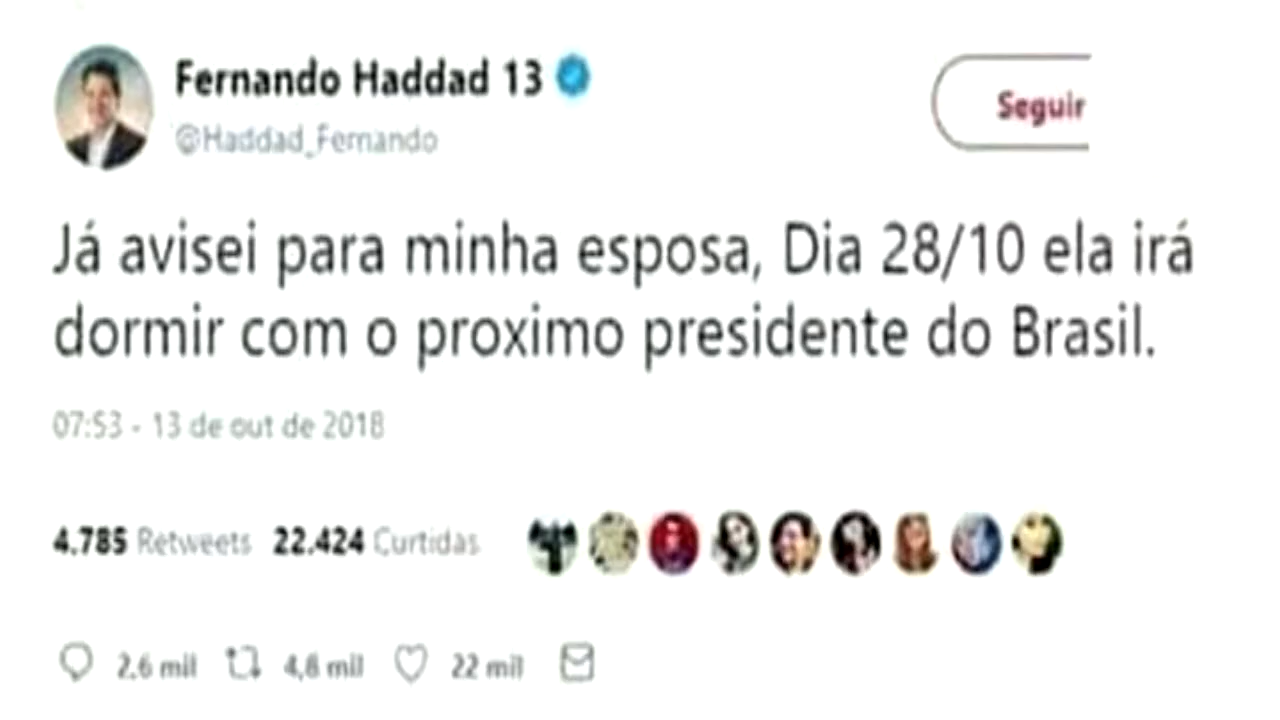 Fernando Haddad 13
@Haddad_Fernando
Seguir
Já avisei para minha esposa, Dia 28/10 ela irá
dormir com o proximo presidente do Brasil.
07:53 - 13 de out de 2018
4.785 Retweets 22.424 Curtidas
2,6 mil 4,8 mil 22 mil